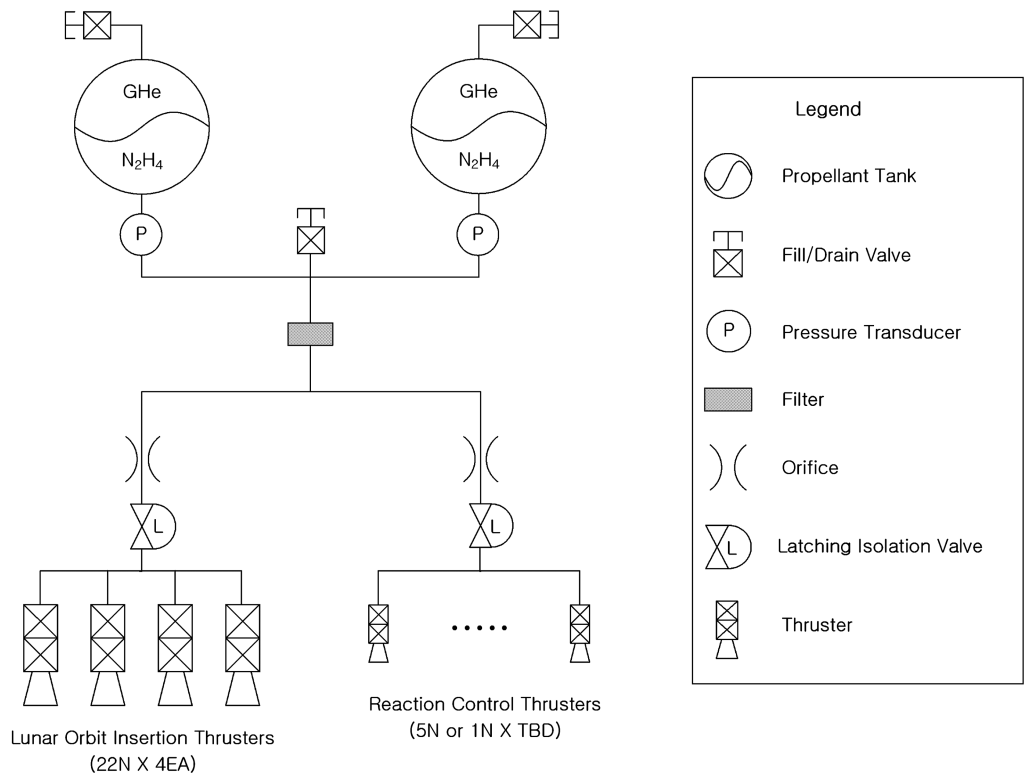 GHe
N₂H₄
P
GHe
N₂H₄
P
L
L
Lunar Orbit Insertion Thrusters
(22N X 4EA)
Reaction Control Thrusters
(5N or 1N X TBD)
Legend
Propellant Tank
Fill/Drain Valve
P
Pressure Transducer
Filter
Orifice
L
Latching Isolation Valve
Thruster